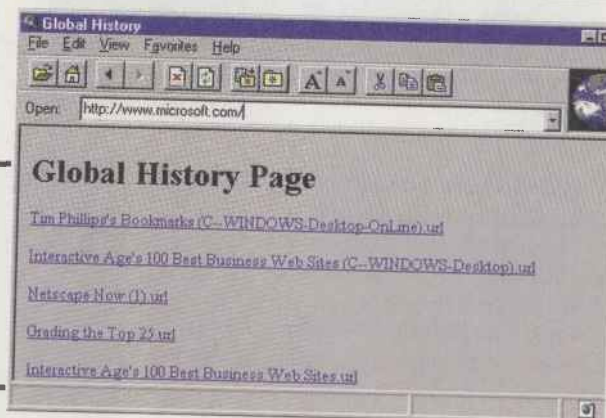 Global History
File Edit View Favorites Help
A A
Open: http://www.microsoft.com/
Global History Page
Tim Phillips's Bookmarks (C--WINDOWS-Desktop-OnLine).url
Interactive Age's 100 Best Business Web Sites (C--WINDOWS-Desktop).url
Netscape Now (1).url
Grading the Top 25.url
Interactive Age's 100 Best Business Web Sites.url